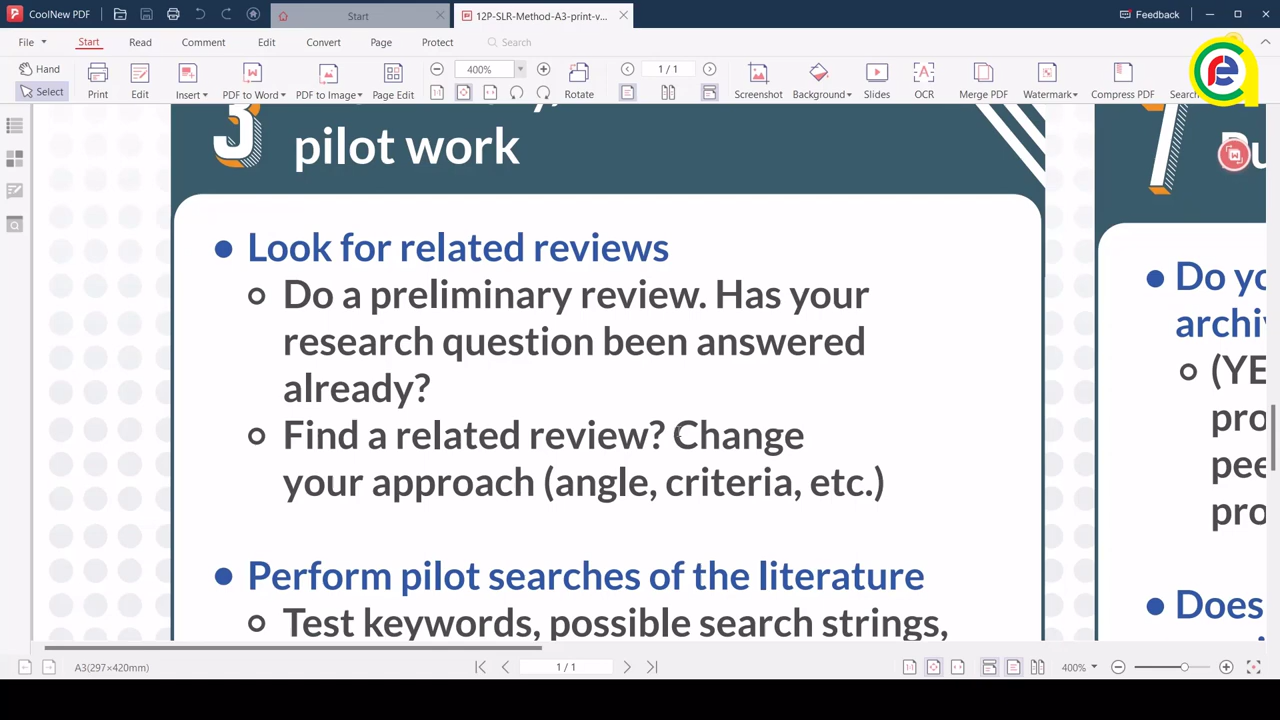 CoolNew PDF
Start
12P-SLR-Method-A3-print-v...
Feedback
File
Start
Read
Comment
Edit
Convert
Page
Protect
Search
Hand
Select
Print
Edit
Insert
PDF to Word
PDF to Image
Page Edit
400%
Rotate
1 / 1
Screenshot
Background
Slides
OCR
Merge PDF
Watermark
Compress PDF
3
pilot work
Look for related reviews
Do a preliminary review. Has your
research question been answered
already?
Find a related review? Change
your approach (angle, criteria, etc.)
Perform pilot searches of the literature
Test keywords, possible search strings,
Do yo
archi
(YE
pro
pee
pro
Does
A3(297×420mm)
1 / 1
400%